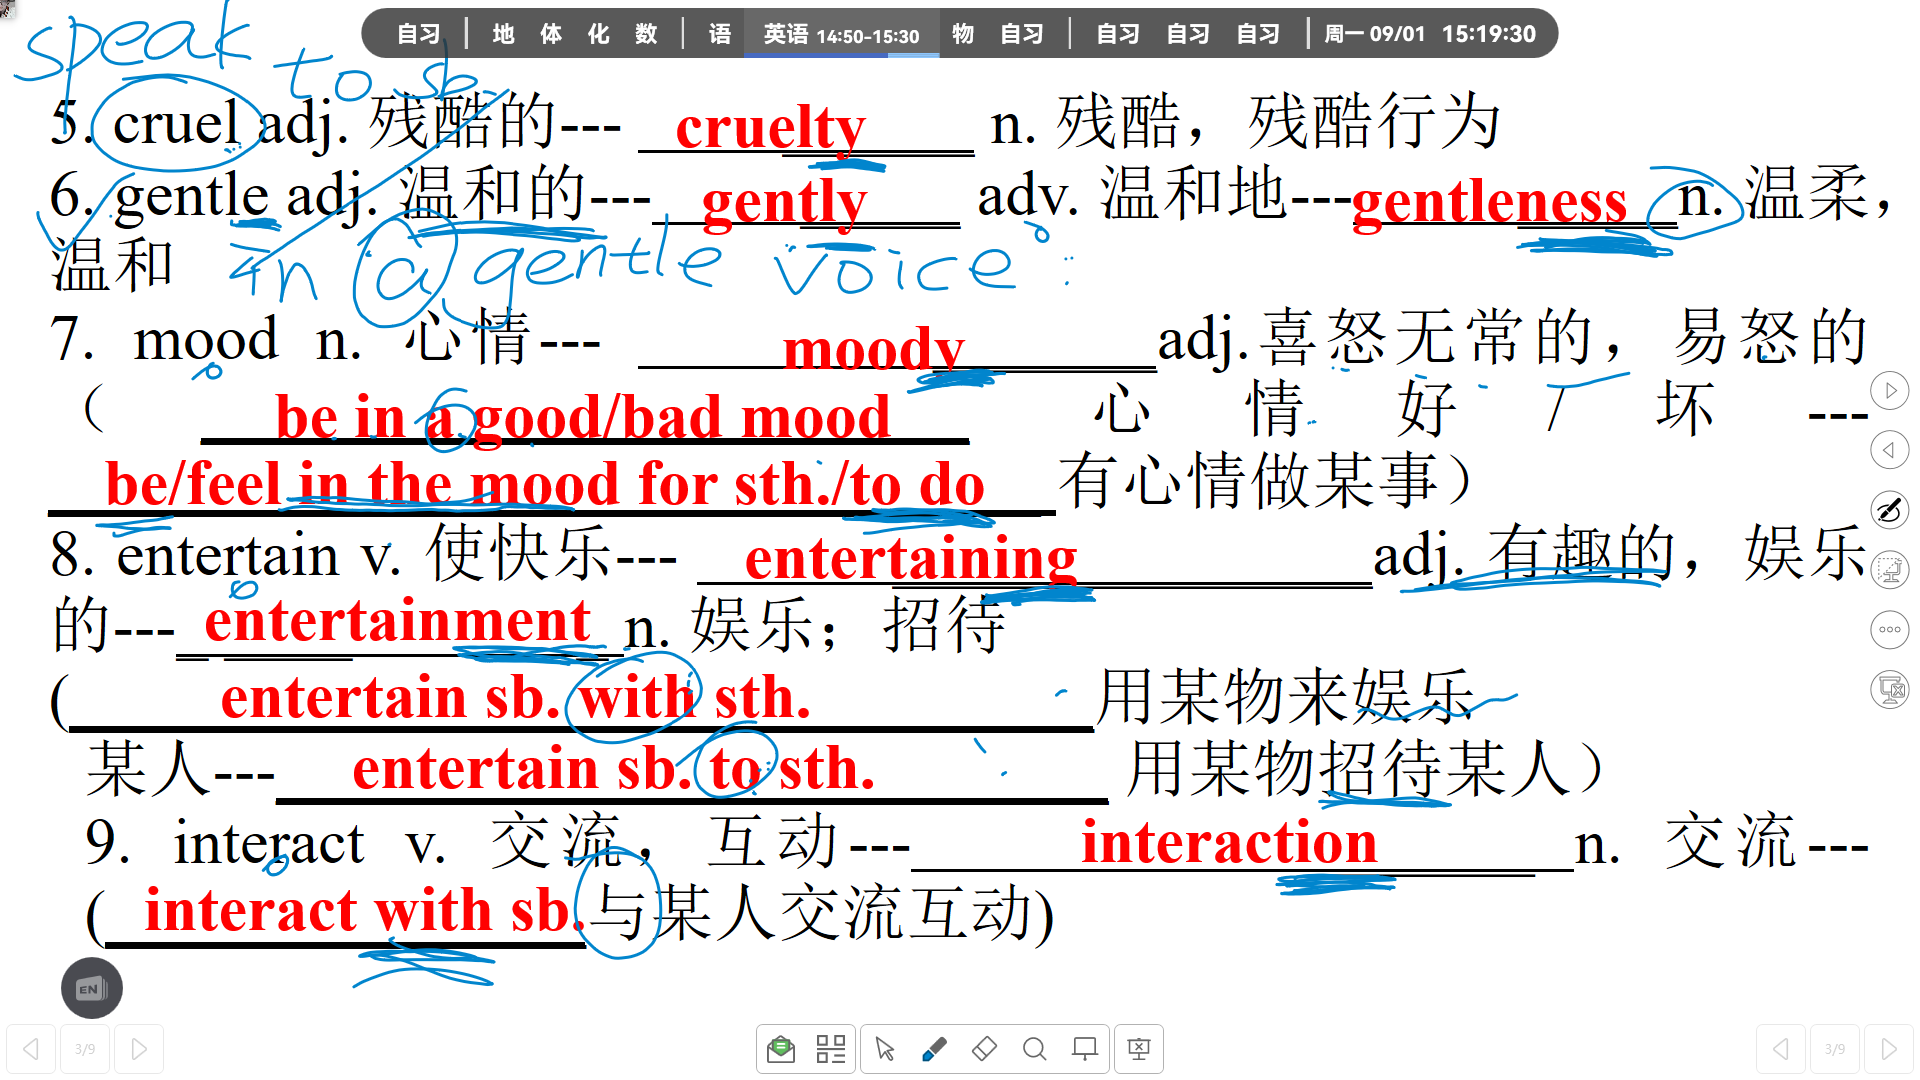 自习 | 地 体 化 数 | 语 英语 14:50-15:30 物 自习 | 自习 自习 自习 | 周一 09/01 15:19:30
speak to sb.
5. cruel adj. 残酷的--- cruelty n. 残酷，残酷行为
6. gentle adj. 温和的--- gently adv. 温和地---gentleness n. 温柔，
温和 in a gentle voice
7. mood n. 心情--- moody adj.喜怒无常的，易怒的
（ be in a good/bad mood 心情好/坏---
be/feel in the mood for sth./to do 有心情做某事）
8. entertain v. 使快乐--- entertaining adj. 有趣的，娱乐
的--- entertainment n. 娱乐；招待
( entertain sb. with sth. 用某物来娱乐
某人--- entertain sb. to sth. 用某物招待某人）
9. interact v. 交流，互动--- interaction n. 交流---
( interact with sb. 与某人交流互动)
EN
3/9
3/9